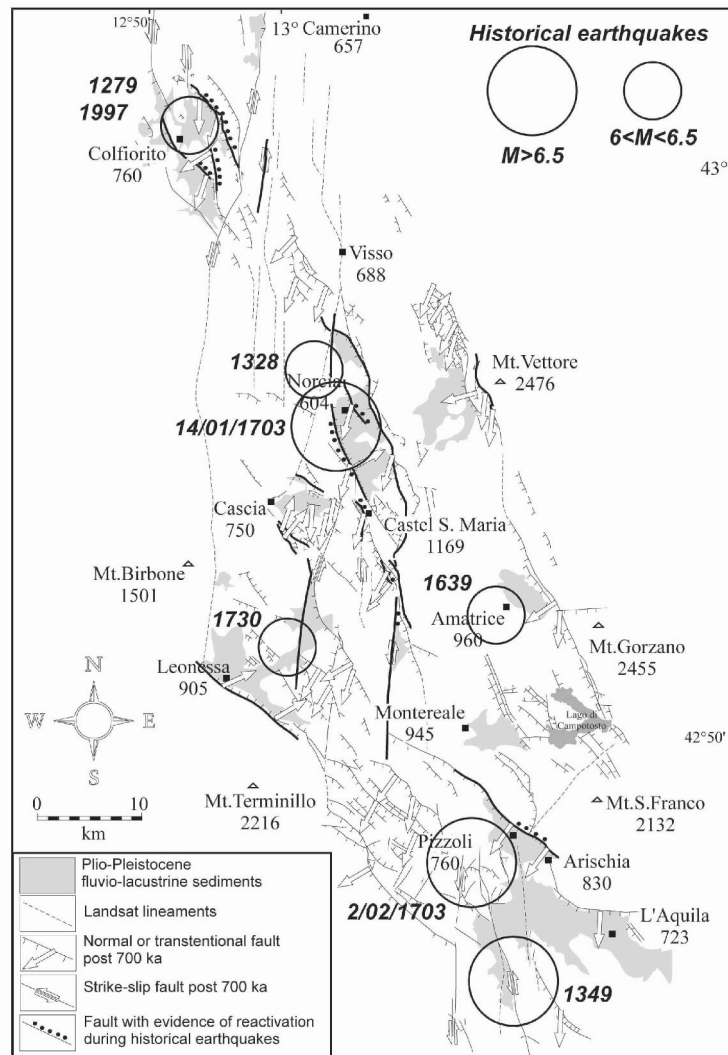 12°50'
13°
Camerino
657
Historical earthquakes
M>6.5
6<M<6.5
1279
1997
Colfiorito
760
43°
Visso
688
1328
Norcia
604
Mt.Vettore
2476
14/01/1703
Cascia
750
Castel S. Maria
1169
Mt.Birbone
1501
1639
Amatrice
960
1730
Mt.Gorzano
2455
Leonessa
905
N
W
E
S
Montereale
945
Lago di
Campotosto
42°50'
0 10
km
Mt.Terminillo
2216
Mt.S.Franco
2132
Pizzoli
760
Arischia
830
2/02/1703
L'Aquila
723
1349
Plio-Pleistocene
fluvio-lacustrine sediments
Landsat lineaments
Normal or transtentional fault
post 700 ka
Strike-slip fault post 700 ka
Fault with evidence of reactivation
during historical earthquakes